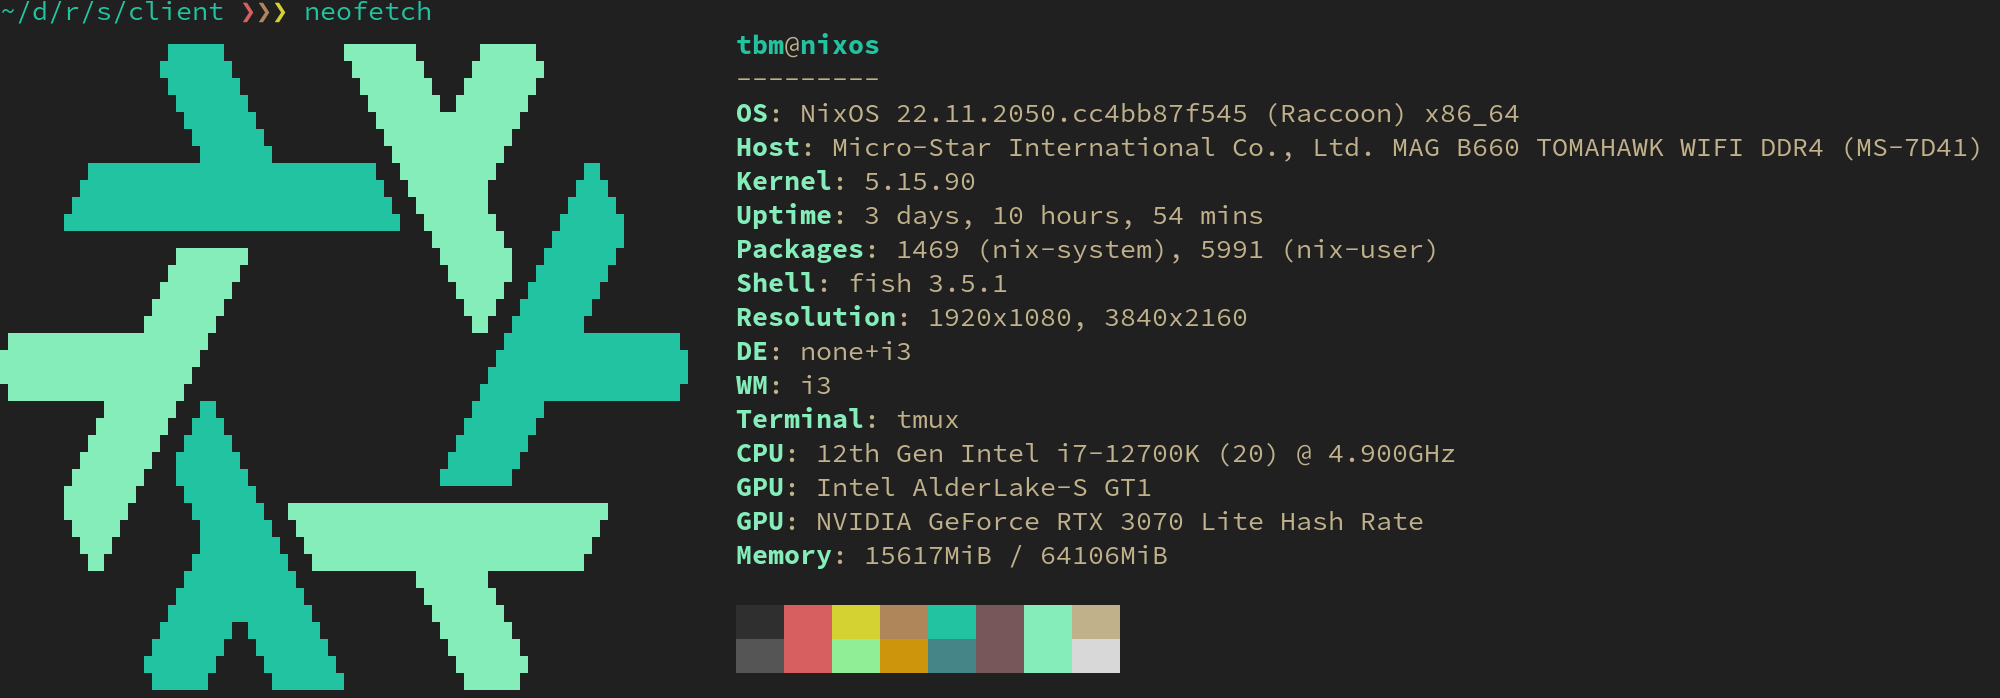 ~/d/r/s/client ❯❯❯ neofetch
tbm@nixos
---------
OS: NixOS 22.11.2050.cc4bb87f545 (Raccoon) x86_64
Host: Micro-Star International Co., Ltd. MAG B660 TOMAHAWK WIFI DDR4 (MS-7D41)
Kernel: 5.15.90
Uptime: 3 days, 10 hours, 54 mins
Packages: 1469 (nix-system), 5991 (nix-user)
Shell: fish 3.5.1
Resolution: 1920x1080, 3840x2160
DE: none+i3
WM: i3
Terminal: tmux
CPU: 12th Gen Intel i7-12700K (20) @ 4.900GHz
GPU: Intel AlderLake-S GT1
GPU: NVIDIA GeForce RTX 3070 Lite Hash Rate
Memory: 15617MiB / 64106MiB